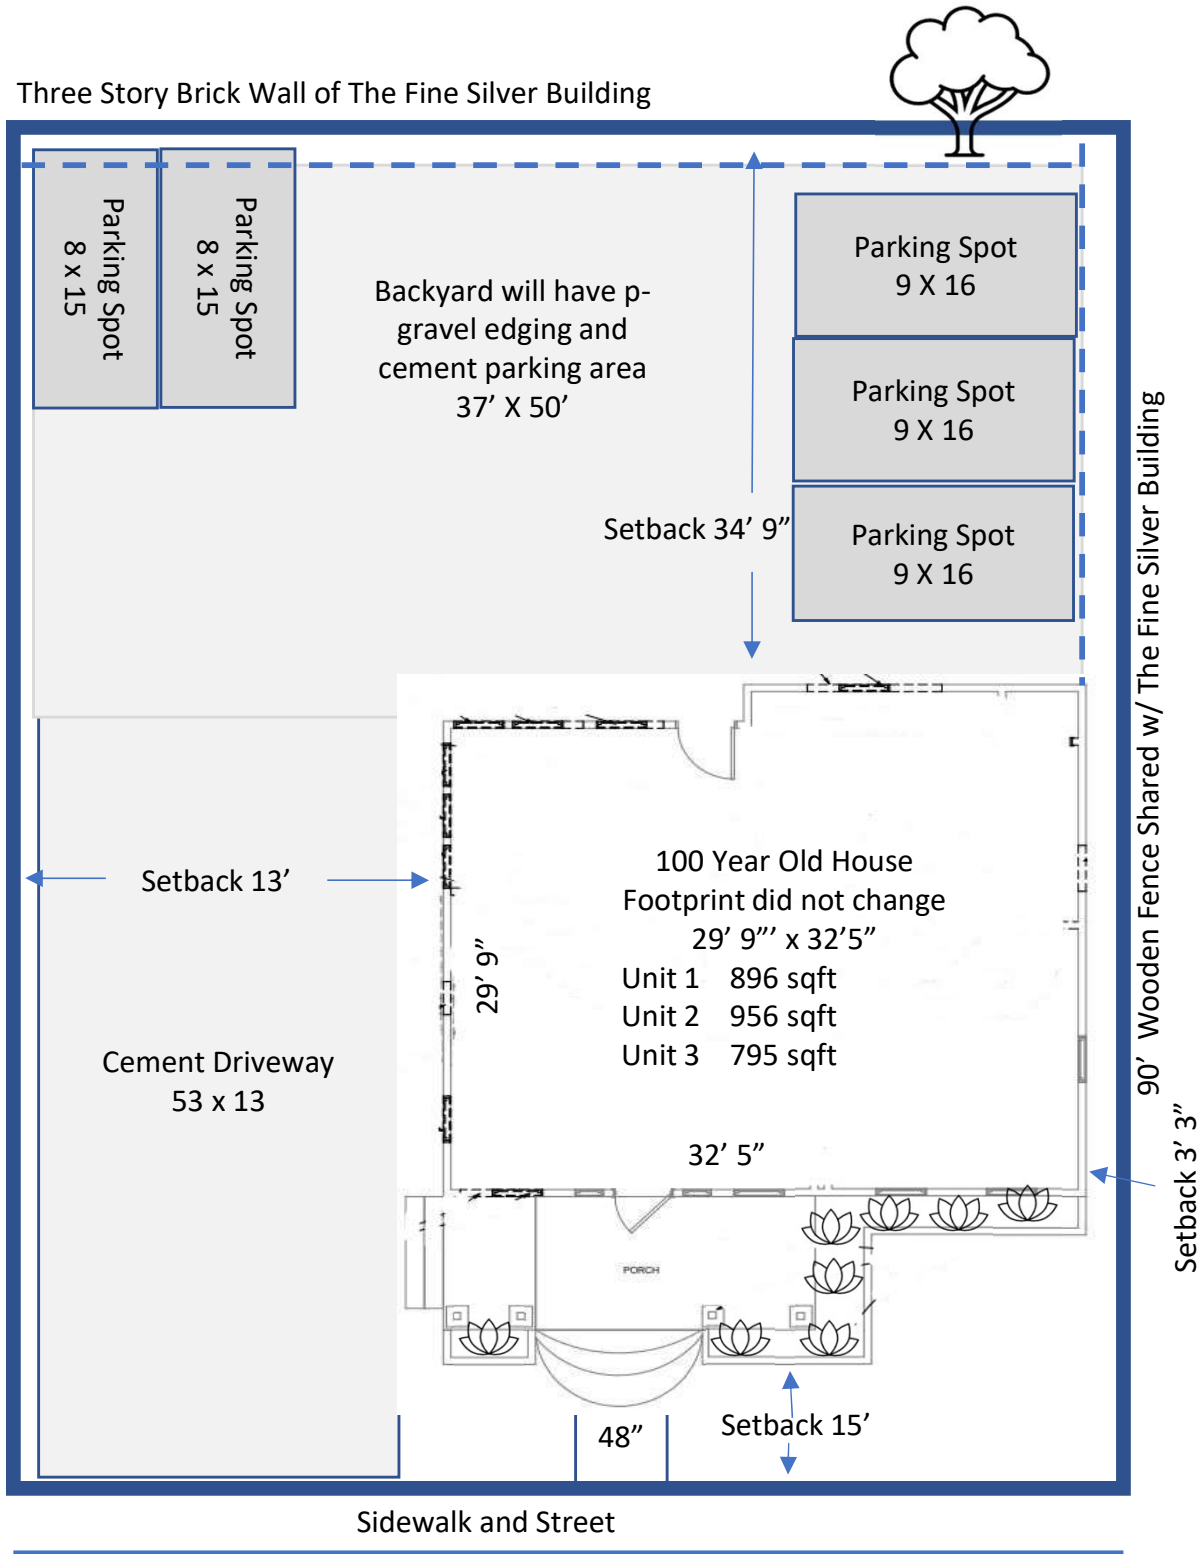 Three Story Brick Wall of The Fine Silver Building
Parking Spot
8 x 15
Parking Spot
8 x 15
Backyard will have p-
gravel edging and
cement parking area
37’ X 50’
Parking Spot
9 X 16
Parking Spot
9 X 16
Parking Spot
9 X 16
Setback 34’ 9”
90’  Wooden Fence Shared w/ The Fine Silver Building
Setback 13’
100 Year Old House
Footprint did not change
29’ 9”’ x 32’5”
Unit 1    896 sqft
Unit 2    956 sqft
Unit 3    795 sqft
29’ 9”
Cement Driveway
53 x 13
32’ 5”
Setback 3’ 3”
PORCH
48”
Setback 15’
Sidewalk and Street